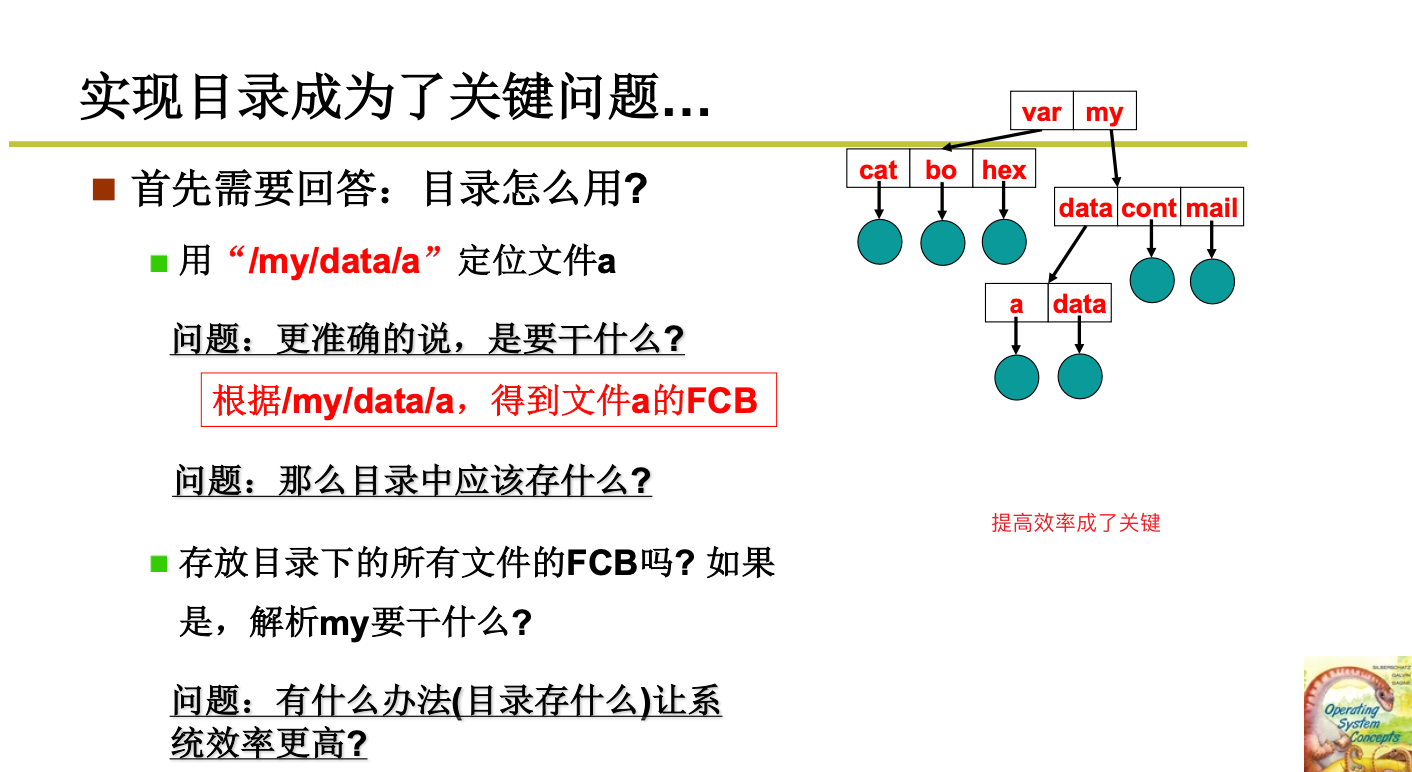 实现目录成为了关键问题…
var my
cat bo hex
data cont mail
a data
首先需要回答：目录怎么用?
用“/my/data/a”定位文件a
问题：更准确的说，是要干什么?
根据/my/data/a，得到文件a的FCB
问题：那么目录中应该存什么?
提高效率成了关键
存放目录下的所有文件的FCB吗? 如果
是，解析my要干什么?
问题：有什么办法(目录存什么)让系
统效率更高?
SILBERSCHATZ
GALVIN
GAGNE
Operating
System
Concepts